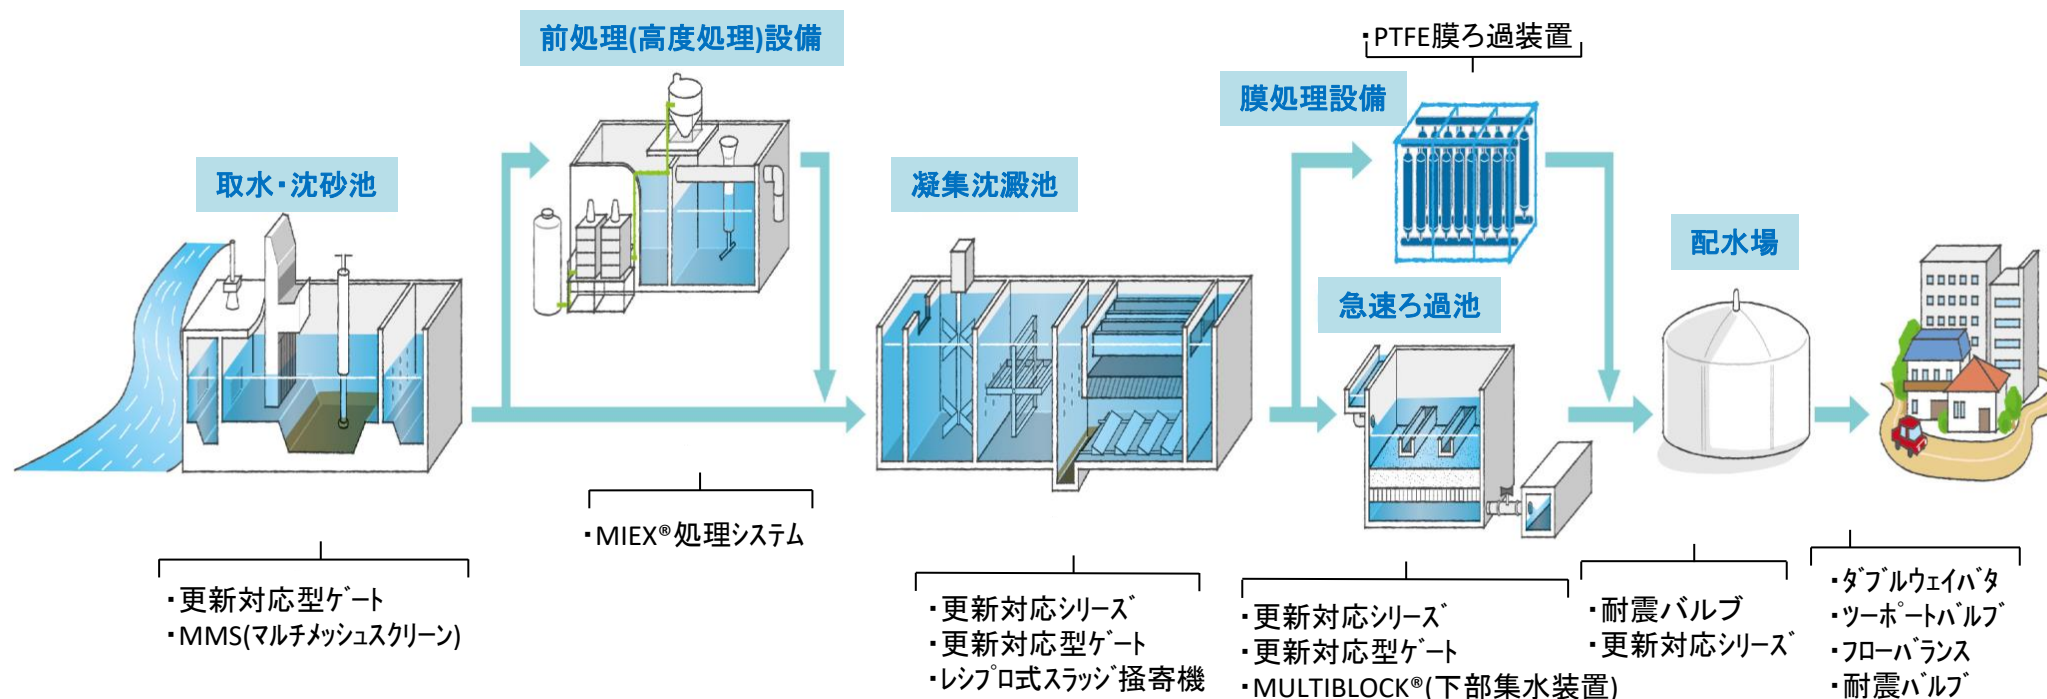 前処理(高度処理)設備
・PTFE膜ろ過装置
膜処理設備
取水・沈砂池
凝集沈澱池
配水場
急速ろ過池
・MIEX®処理システム
・更新対応型ゲート
・MMS(マルチメッシュスクリーン)
・更新対応シリーズ
・更新対応型ゲート
・レシプロ式スラッジ掻寄機
・更新対応シリーズ
・更新対応型ゲート
・MULTIBLOCK®(下部集水装置)
・耐震バルブ
・更新対応シリーズ
・ダブルウェイバタ
・ツーポートバルブ
・フローバランス
・耐震バルブ